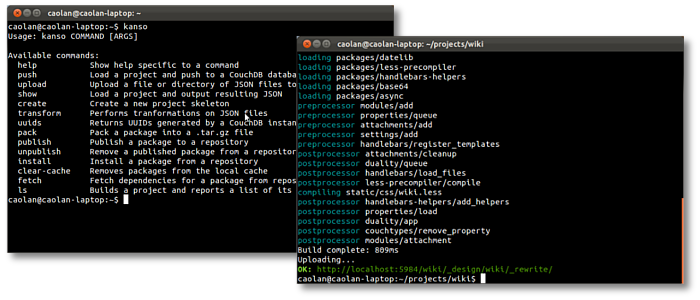 caolan@caolan-laptop: ~
caolan@caolan-laptop:~$ kanso
Usage: kanso COMMAND [ARGS]
Available commands:
help Show help specific to a command
push Load a project and push to a CouchDB databa
upload Upload a file or directory of JSON files to
show Load a project and output resulting JSON
create Create a new project skeleton
transform Performs tranformations on JSON files
uuids Returns UUIDs generated by a CouchDB instan
pack Pack a package into a .tar.gz file
publish Publish a package to a repository
unpublish Remove a published package from a repositor
install Install a package from a repository
clear-cache Removes packages from the local cache
fetch Fetch dependencies for a package from repos
ls Builds a project and reports a list of its
caolan@caolan-laptop:~$
caolan@caolan-laptop: ~/projects/wiki
loading packages/datelib
loading packages/less-precompiler
loading packages/handlebars-helpers
loading packages/base64
loading packages/async
preprocessor modules/add
preprocessor properties/queue
preprocessor attachments/add
preprocessor settings/add
preprocessor handlebars/register_templates
postprocessor attachments/cleanup
postprocessor duality/queue
postprocessor handlebars/load_files
postprocessor less-precompiler/compile
compiling static/css/wiki.less
postprocessor handlebars-helpers/add_helpers
postprocessor properties/load
postprocessor duality/app
postprocessor couchtypes/remove_property
postprocessor modules/attachment
Build complete: 809ms
Uploading...
OK: http://localhost:5984/wiki/_design/wiki/_rewrite/
caolan@caolan-laptop:~/projects/wiki$